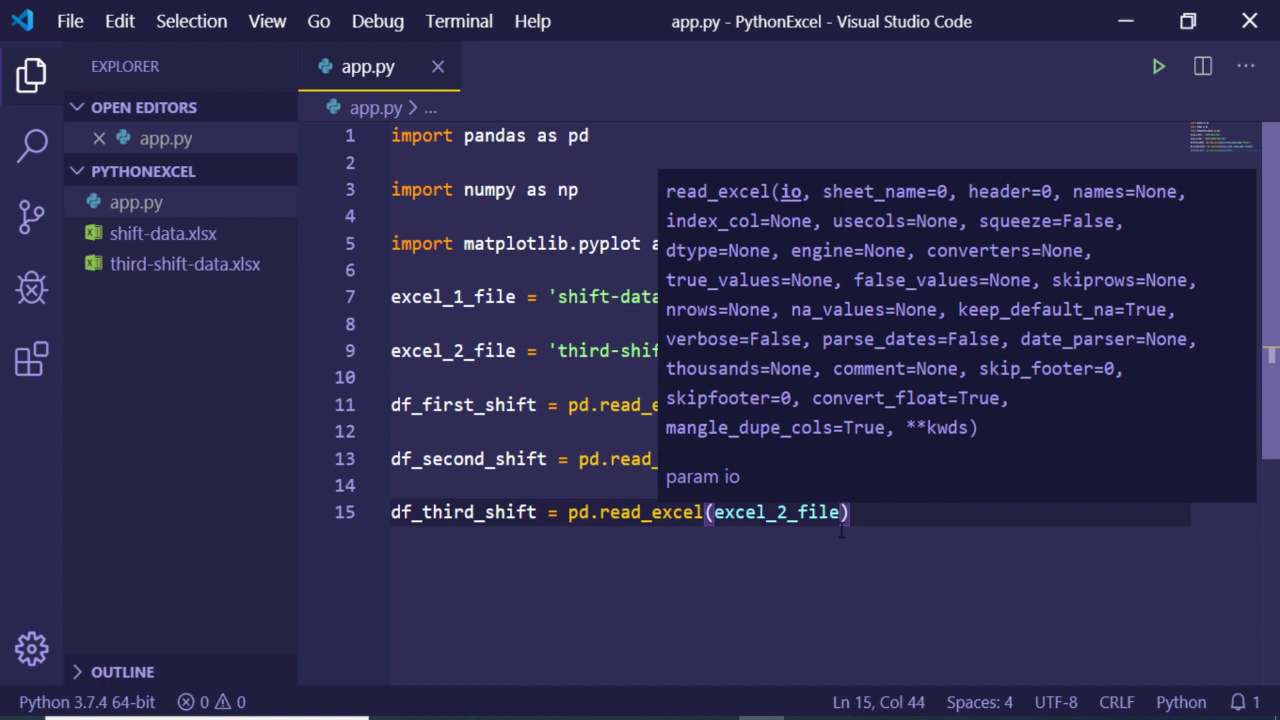 File Edit Selection View Go Debug Terminal Help app.py - PythonExcel - Visual Studio Code
EXPLORER
OPEN EDITORS
app.py
PYTHONEXCEL
app.py
shift-data.xlsx
third-shift-data.xlsx
OUTLINE
app.py
app.py > ...
1 import pandas as pd
2
3 import numpy as np
4
5 import matplotlib.pyplot a
6
7 excel_1_file = 'shift-data
8
9 excel_2_file = 'third-shif
10
11 df_first_shift = pd.read_e
12
13 df_second_shift = pd.read_
14
15 df_third_shift = pd.read_excel(excel_2_file)
read_excel(io, sheet_name=0, header=0, names=None,
index_col=None, usecols=None, squeeze=False,
dtype=None, engine=None, converters=None,
true_values=None, false_values=None, skiprows=None,
nrows=None, na_values=None, keep_default_na=True,
verbose=False, parse_dates=False, date_parser=None,
thousands=None, comment=None, skip_footer=0,
skipfooter=0, convert_float=True,
mangle_dupe_cols=True, **kwds)
param io
Python 3.7.4 64-bit 0 0 Ln 15, Col 44 Spaces: 4 UTF-8 CRLF Python 1